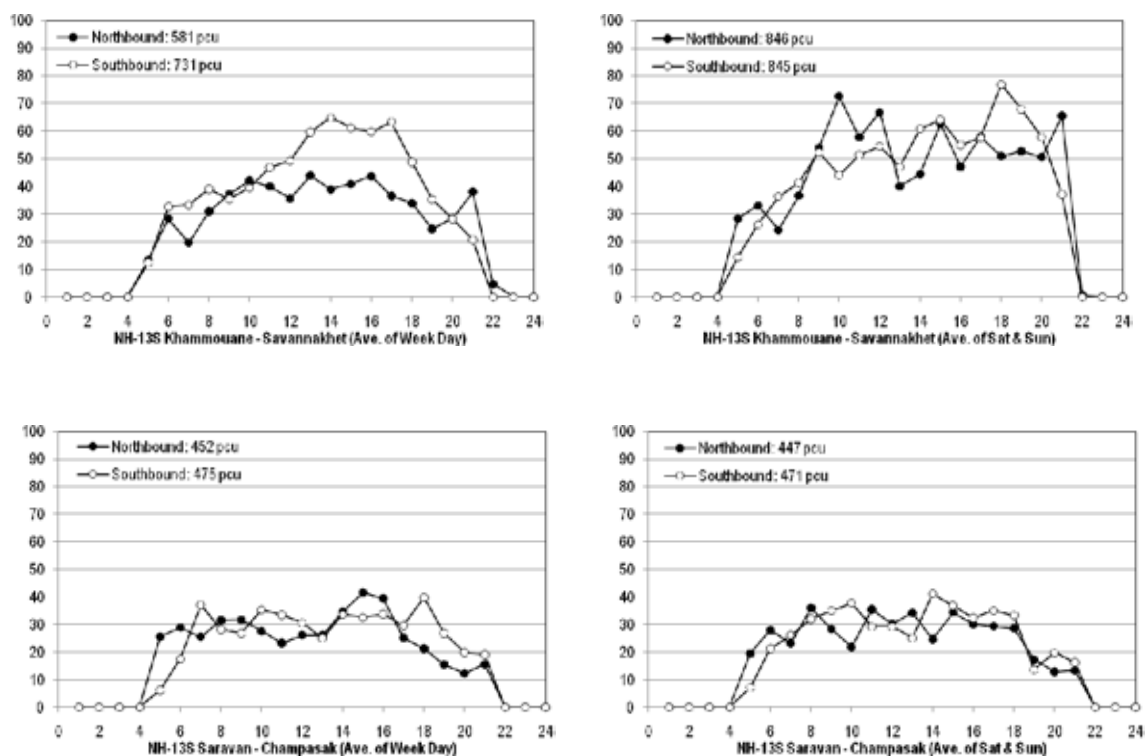 100
90
80
70
60
50
40
30
20
10
0
Northbound: 581 pcu
Southbound: 731 pcu
0 2 4 6 8 10 12 14 16 18 20 22 24
NH-13S Khammouane - Savannakhet (Ave. of Week Day)
100
90
80
70
60
50
40
30
20
10
0
Northbound: 846 pcu
Southbound: 845 pcu
0 2 4 6 8 10 12 14 16 18 20 22 24
NH-13S Khammouane - Savannakhet (Ave. of Sat & Sun)
100
90
80
70
60
50
40
30
20
10
0
Northbound: 452 pcu
Southbound: 475 pcu
0 2 4 6 8 10 12 14 16 18 20 22 24
NH-13S Saravan - Champasak (Ave. of Week Day)
100
90
80
70
60
50
40
30
20
10
0
Northbound: 447 pcu
Southbound: 471 pcu
0 2 4 6 8 10 12 14 16 18 20 22 24
NH-13S Saravan - Champasak (Ave. of Sat & Sun)